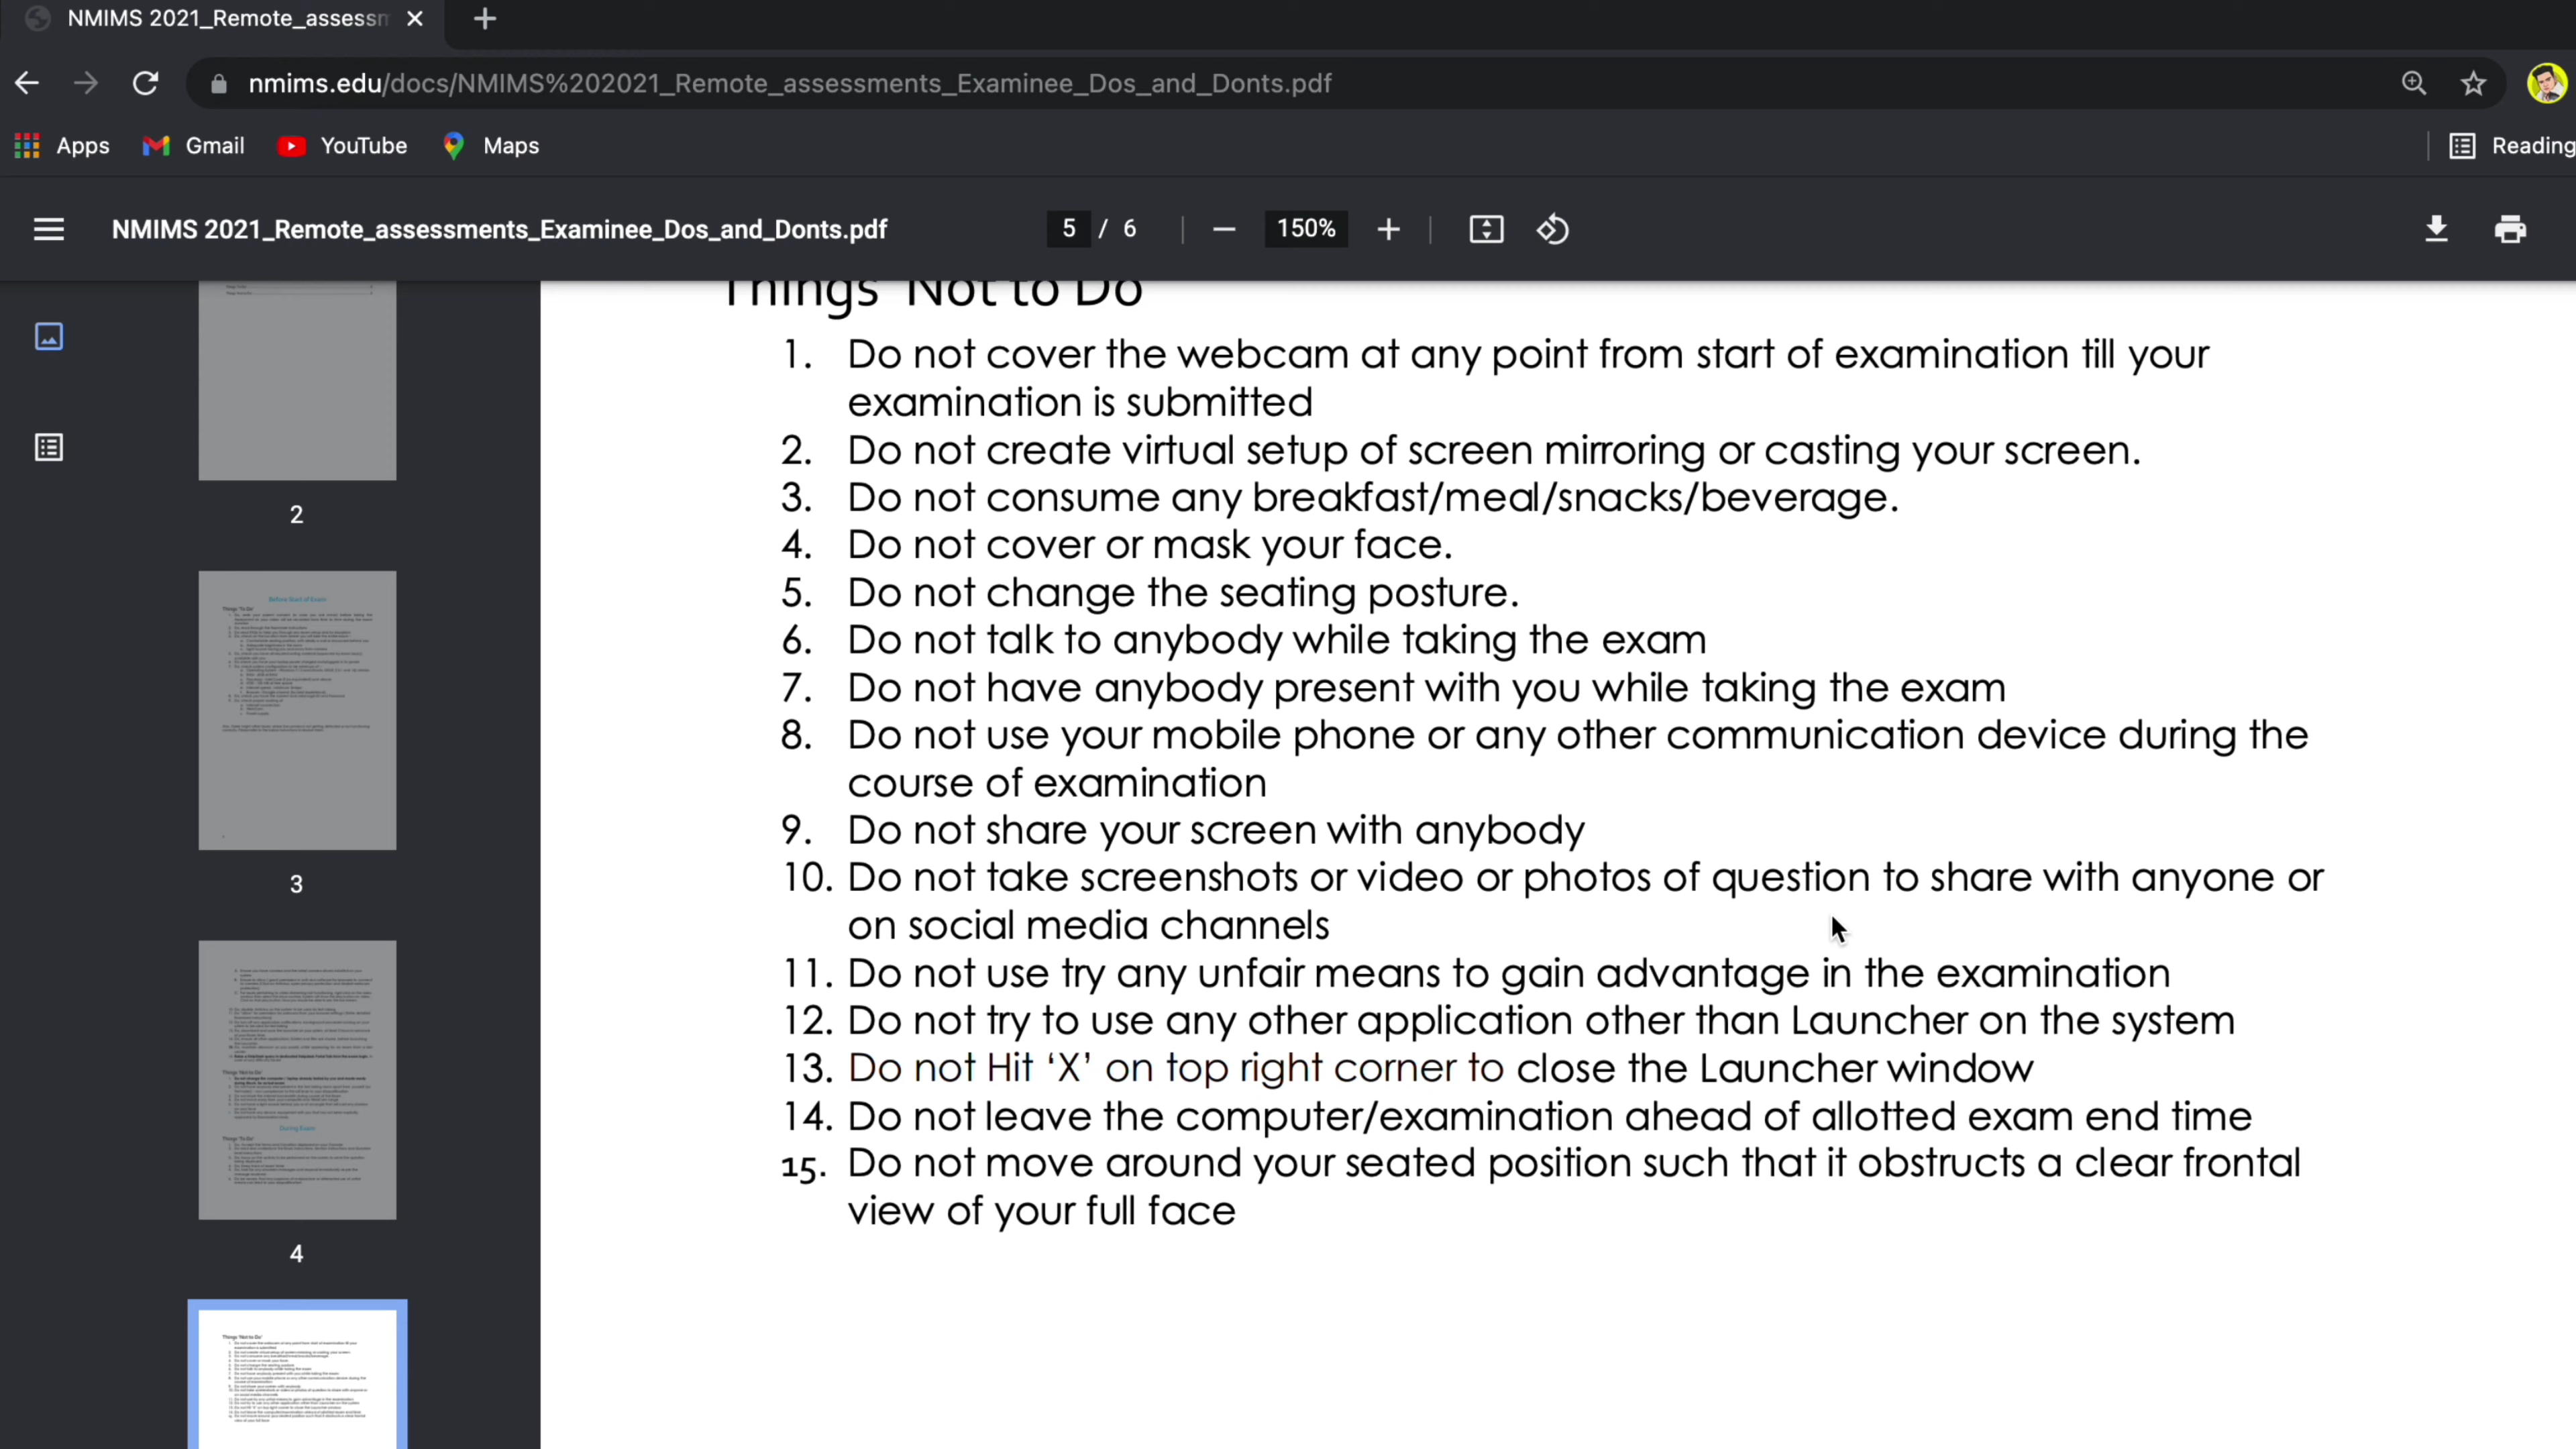 NMIMS 2021_Remote_assessm
nmims.edu/docs/NMIMS%202021_Remote_assessments_Examinee_Dos_and_Donts.pdf
Apps Gmail YouTube Maps Reading
NMIMS 2021_Remote_assessments_Examinee_Dos_and_Donts.pdf 5 / 6 150%
2
Before Start of Exam
3
During Exam
4
Things 'Not to Do
1. Do not cover the webcam at any point from start of examination till your
examination is submitted
2. Do not create virtual setup of screen mirroring or casting your screen.
3. Do not consume any breakfast/meal/snacks/beverage.
4. Do not cover or mask your face.
5. Do not change the seating posture.
6. Do not talk to anybody while taking the exam
7. Do not have anybody present with you while taking the exam
8. Do not use your mobile phone or any other communication device during the
course of examination
9. Do not share your screen with anybody
10. Do not take screenshots or video or photos of question to share with anyone or
on social media channels
11. Do not use try any unfair means to gain advantage in the examination
12. Do not try to use any other application other than Launcher on the system
13. Do not Hit ‘X’ on top right corner to close the Launcher window
14. Do not leave the computer/examination ahead of allotted exam end time
15. Do not move around your seated position such that it obstructs a clear frontal
view of your full face